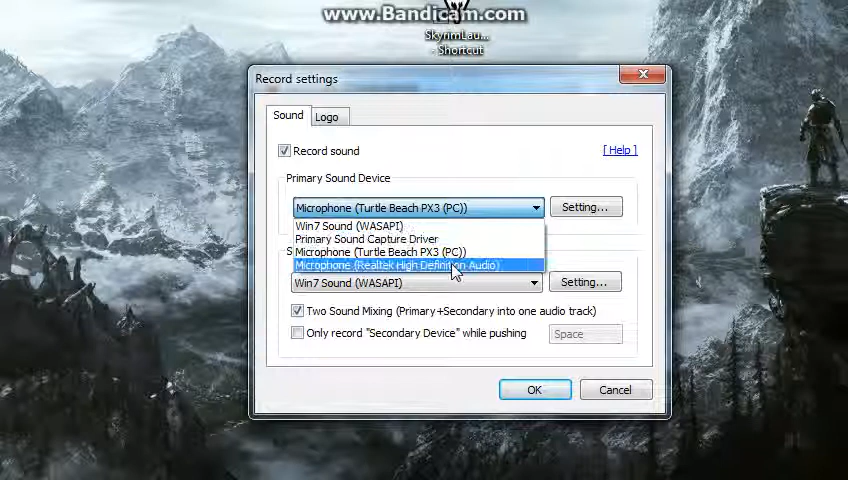 www.Bandicam.com
SkyrimLau...
- Shortcut
Record settings
Sound
Logo
Record sound
[ Help ]
Primary Sound Device
Microphone (Turtle Beach PX3 (PC))
Setting...
Win7 Sound (WASAPI)
Primary Sound Capture Driver
Microphone (Turtle Beach PX3 (PC))
Microphone (Realtek High Definition Audio)
Win7 Sound (WASAPI)
Setting...
Two Sound Mixing (Primary+Secondary into one audio track)
Only record "Secondary Device" while pushing
Space
OK
Cancel